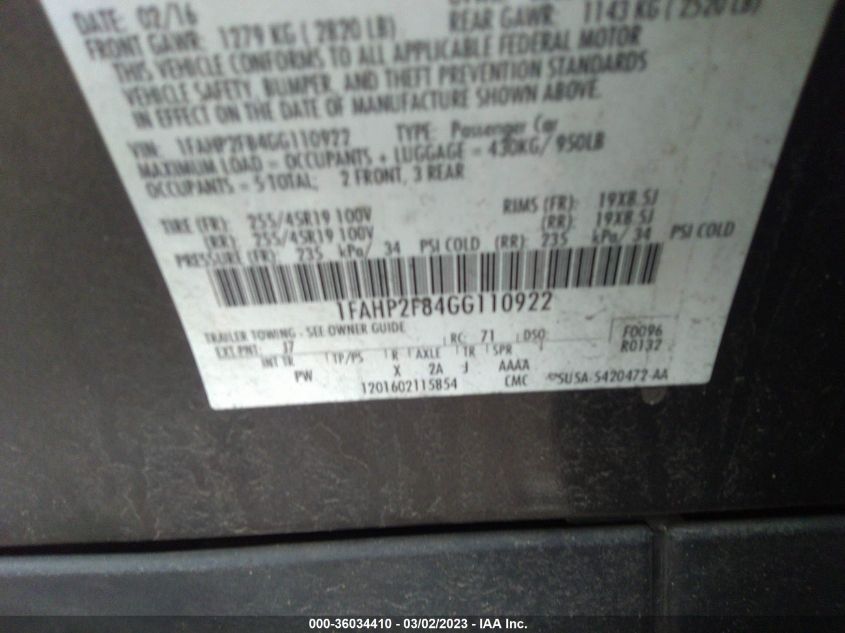 DATE: 02/16
FRONT GAWR: 1279 KG ( 2820 LB)
REAR GAWR: 1143 KG ( 2520 LB)
THIS VEHICLE CONFORMS TO ALL APPLICABLE FEDERAL MOTOR
VEHICLE SAFETY, BUMPER, AND THEFT PREVENTION STANDARDS
IN EFFECT ON THE DATE OF MANUFACTURE SHOWN ABOVE.
VIN: 1FAHP2F84GG110922 TYPE: Passenger Car
MAXIMUM LOAD = OCCUPANTS + LUGGAGE = 430KG/ 950LB
OCCUPANTS = 5 TOTAL; 2 FRONT, 3 REAR
TIRE (FR): 255/45R19 100V RIMS (FR): 19X8.5J
(RR): 255/45R19 100V (RR): 19X8.5J
PRESSURE (FR): 235 kPa/ 34 PSI COLD (RR): 235 kPa/ 34 PSI COLD
1FAHP2F84GG110922
TRAILER TOWING - SEE OWNER GUIDE
EXT PNT: J7 RC: 71 DSO: F0096
R0132
INT TR TP/PS R AXLE TR SPR
PW X 2A J AAAA
1201602115854 CMC SU5A-5420472-AA
000-36034410 - 03/02/2023 - IAA Inc.